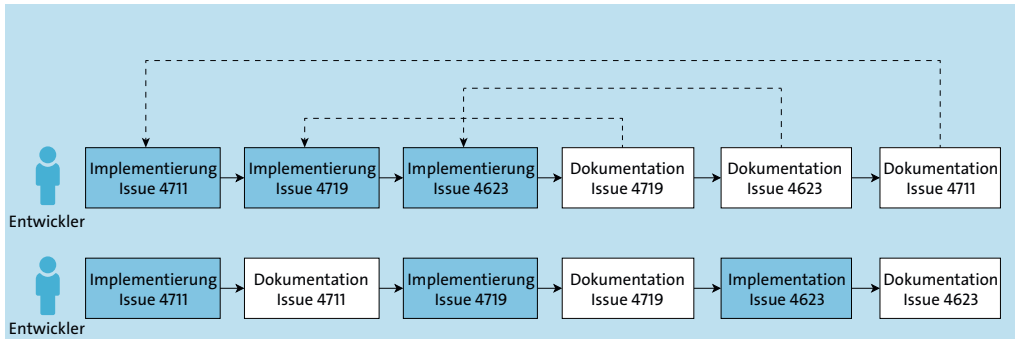 Implementierung
Issue 4711
Implementierung
Issue 4719
Implementierung
Issue 4623
Dokumentation
Issue 4719
Dokumentation
Issue 4623
Dokumentation
Issue 4711
Entwickler
Implementierung
Issue 4711
Dokumentation
Issue 4711
Implementierung
Issue 4719
Dokumentation
Issue 4719
Implementation
Issue 4623
Dokumentation
Issue 4623
Entwickler